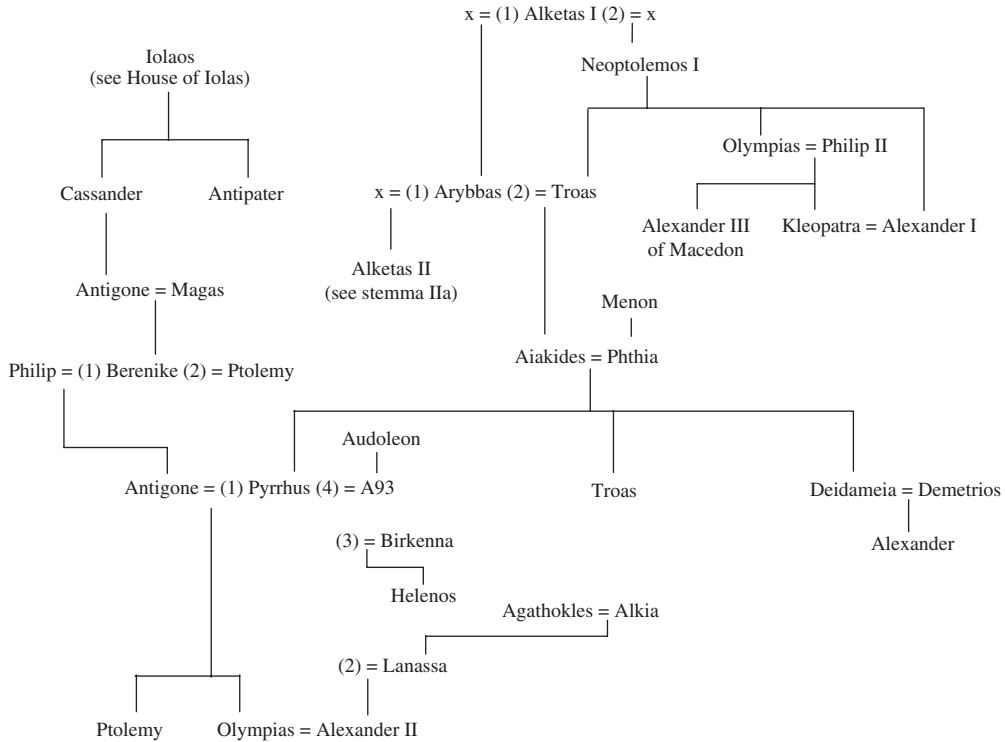 x = (1) Alketas I (2) = x
Iolaos
(see House of Iolas)
Neoptolemos I
Olympias = Philip II
Cassander
Antipater
x = (1) Arybbas (2) = Troas
Alexander III
of Macedon
Kleopatra = Alexander I
Alketas II
(see stemma IIa)
Antigone = Magas
Menon
Aiakides = Phthia
Philip = (1) Berenike (2) = Ptolemy
Audoleon
Antigone = (1) Pyrrhus (4) = A93
Troas
Deidameia = Demetrios
(3) = Birkenna
Alexander
Helenos
Agathokles = Alkia
(2) = Lanassa
Ptolemy
Olympias = Alexander II